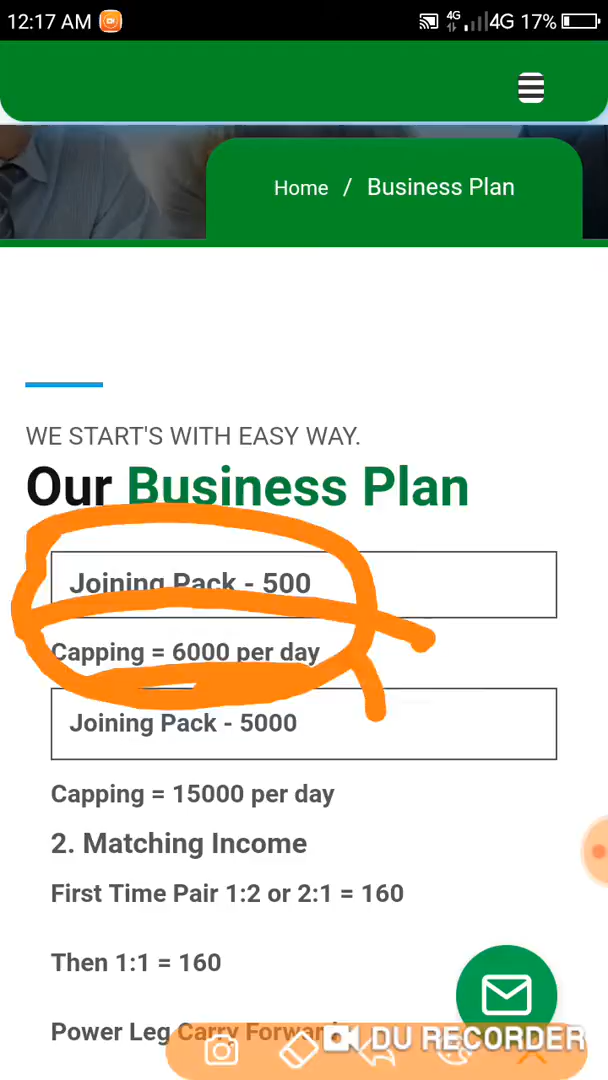 12:17 AM 4G 4G 17%
Home / Business Plan
WE START'S WITH EASY WAY.
Our Business Plan
Joining Pack - 500
Capping = 6000 per day
Joining Pack - 5000
Capping = 15000 per day
2. Matching Income
First Time Pair 1:2 or 2:1 = 160
Then 1:1 = 160
Power Leg Carry Forward
DU RECORDER